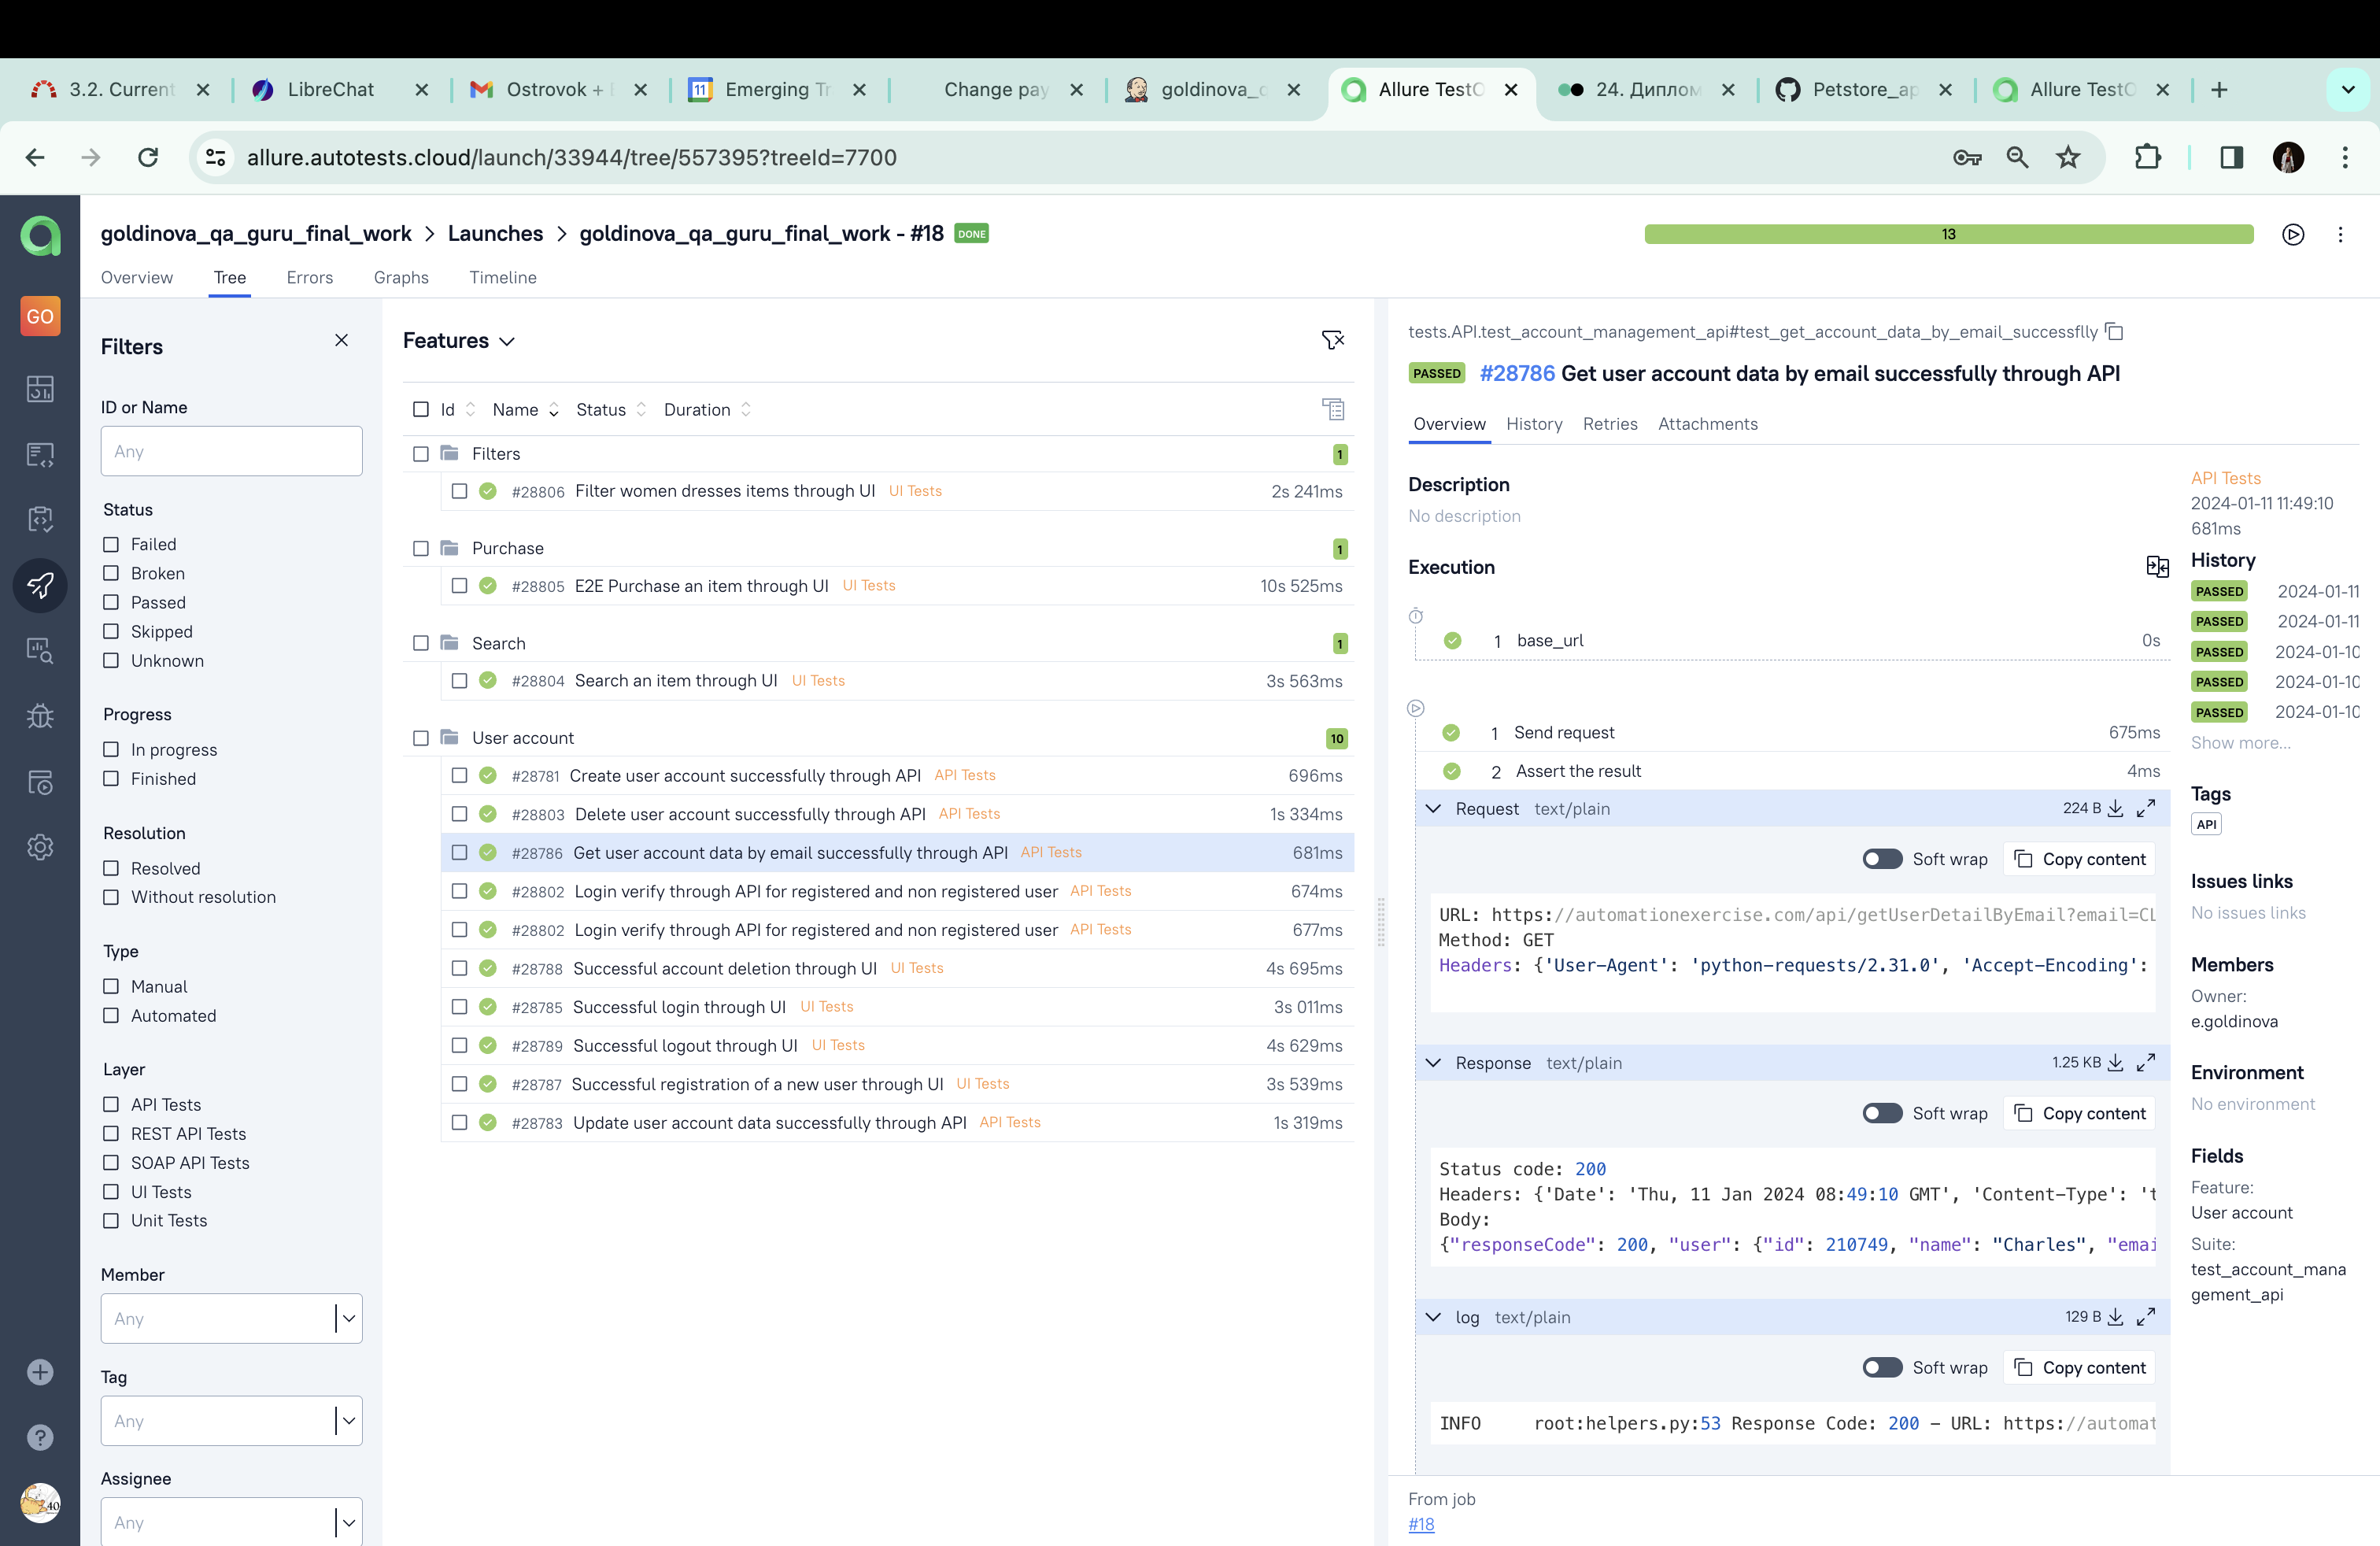 3.2. Current
LibreChat
Ostrovok +
11
Emerging Tr
Change pay
goldinova_
Allure TestO
24. Диплом
Petstore_ap
Allure TestO
allure.autotests.cloud/launch/33944/tree/557395?treeId=7700
goldinova_qa_guru_final_work > Launches > goldinova_qa_guru_final_work - #18 DONE
13
Overview Tree Errors Graphs Timeline
GO
Filters
ID or Name
Any
Status
Failed
Broken
Passed
Skipped
Unknown
Progress
In progress
Finished
Resolution
Resolved
Without resolution
Type
Manual
Automated
Layer
API Tests
REST API Tests
SOAP API Tests
UI Tests
Unit Tests
Member
Any
Tag
Any
Assignee
Any
40
Features
Id Name Status Duration
Filters 1
#28806 Filter women dresses items through UI UI Tests 2s 241ms
Purchase 1
#28805 E2E Purchase an item through UI UI Tests 10s 525ms
Search 1
#28804 Search an item through UI UI Tests 3s 563ms
User account 10
#28781 Create user account successfully through API API Tests 696ms
#28803 Delete user account successfully through API API Tests 1s 334ms
#28786 Get user account data by email successfully through API API Tests 681ms
#28802 Login verify through API for registered and non registered user API Tests 674ms
#28802 Login verify through API for registered and non registered user API Tests 677ms
#28788 Successful account deletion through UI UI Tests 4s 695ms
#28785 Successful login through UI UI Tests 3s 011ms
#28789 Successful logout through UI UI Tests 4s 629ms
#28787 Successful registration of a new user through UI UI Tests 3s 539ms
#28783 Update user account data successfully through API API Tests 1s 319ms
tests.API.test_account_management_api#test_get_account_data_by_email_successflly
PASSED #28786 Get user account data by email successfully through API
Overview History Retries Attachments
Description
No description
Execution
1 base_url 0s
1 Send request 675ms
2 Assert the result 4ms
Request text/plain 224 B
Soft wrap Copy content
URL: https://automationexercise.com/api/getUserDetailByEmail?email=CL
Method: GET
Headers: {'User-Agent': 'python-requests/2.31.0', 'Accept-Encoding':
Response text/plain 1.25 KB
Soft wrap Copy content
Status code: 200
Headers: {'Date': 'Thu, 11 Jan 2024 08:49:10 GMT', 'Content-Type': 't
Body:
{"responseCode": 200, "user": {"id": 210749, "name": "Charles", "emai
log text/plain 129 B
Soft wrap Copy content
INFO root:helpers.py:53 Response Code: 200 – URL: https://automat
From job
#18
API Tests
2024-01-11 11:49:10
681ms
History
PASSED 2024-01-11
PASSED 2024-01-11
PASSED 2024-01-10
PASSED 2024-01-10
PASSED 2024-01-10
Show more...
Tags
API
Issues links
No issues links
Members
Owner:
e.goldinova
Environment
No environment
Fields
Feature:
User account
Suite:
test_account_mana
gement_api